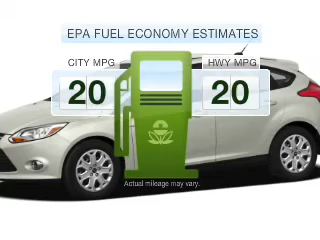 EPA FUEL ECONOMY ESTIMATES
CITY MPG HWY MPG
20 20
Actual mileage may vary.